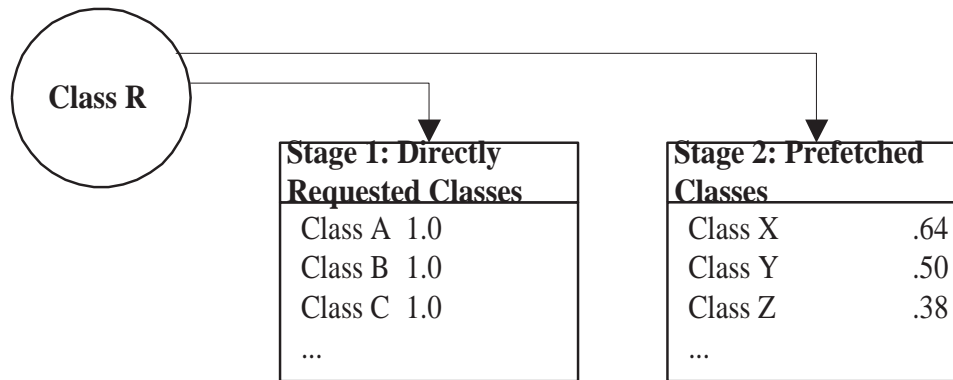 Class R
Stage 1: Directly
Requested Classes
Class A 1.0
Class B 1.0
Class C 1.0
...
Stage 2: Prefetched
Classes
Class X .64
Class Y .50
Class Z .38
...